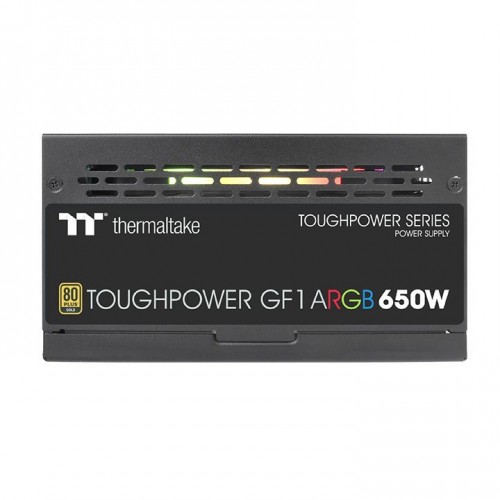 thermaltake
TOUGHPOWER SERIES
POWER SUPPLY
80
PLUS
GOLD
TOUGHPOWER GF1 ARGB 650W